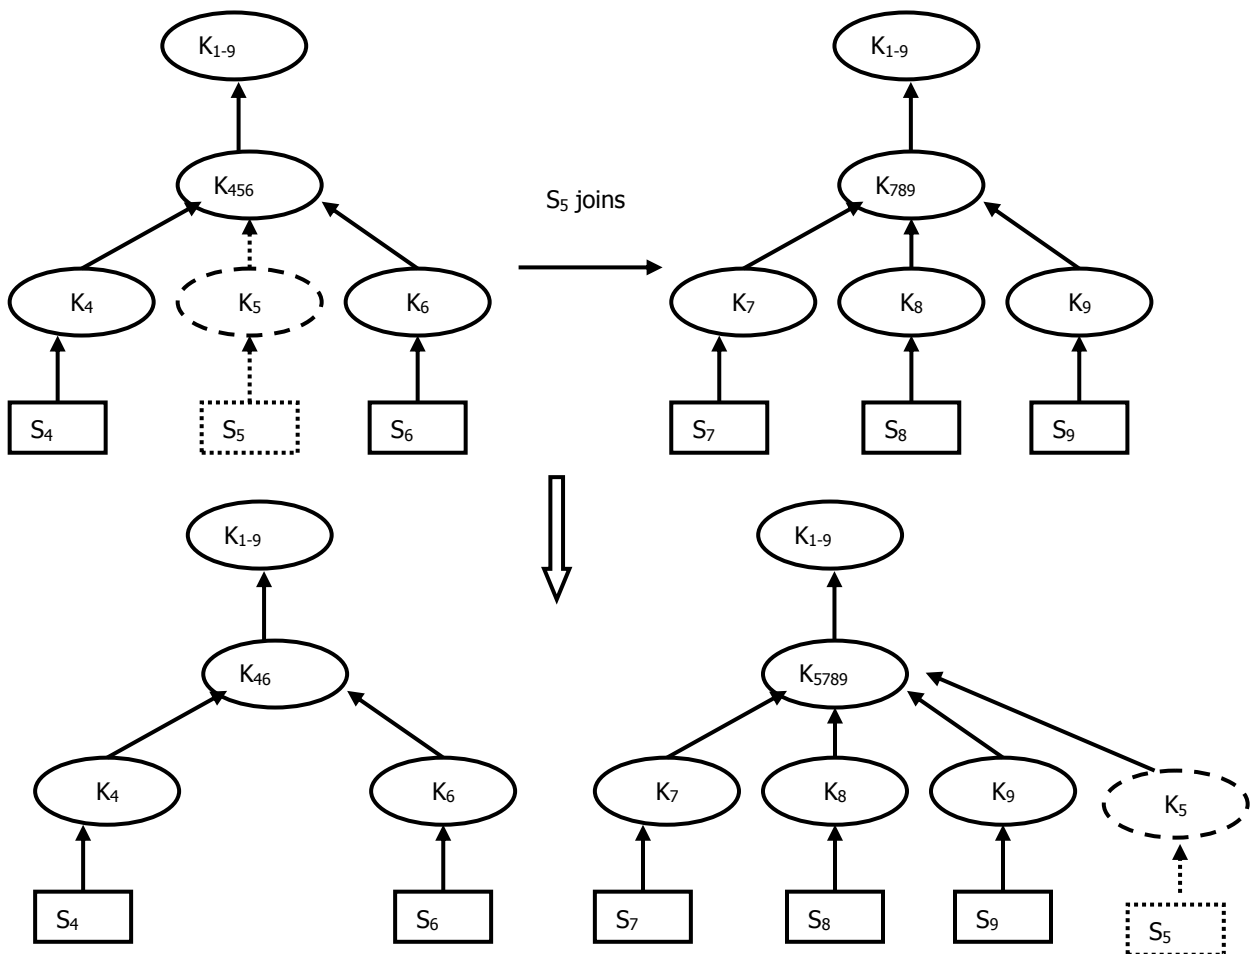 K₁₋₉ K₁₋₉
K₄₅₆ S₅ joins K₇₈₉
K₄ K₅ K₆ K₇ K₈ K₉
S₄ S₅ S₆ S₇ S₈ S₉
K₁₋₉ K₁₋₉
K₄₆ K₅₇₈₉
K₄ K₆ K₇ K₈ K₉ K₅
S₄ S₆ S₇ S₈ S₉ S₅